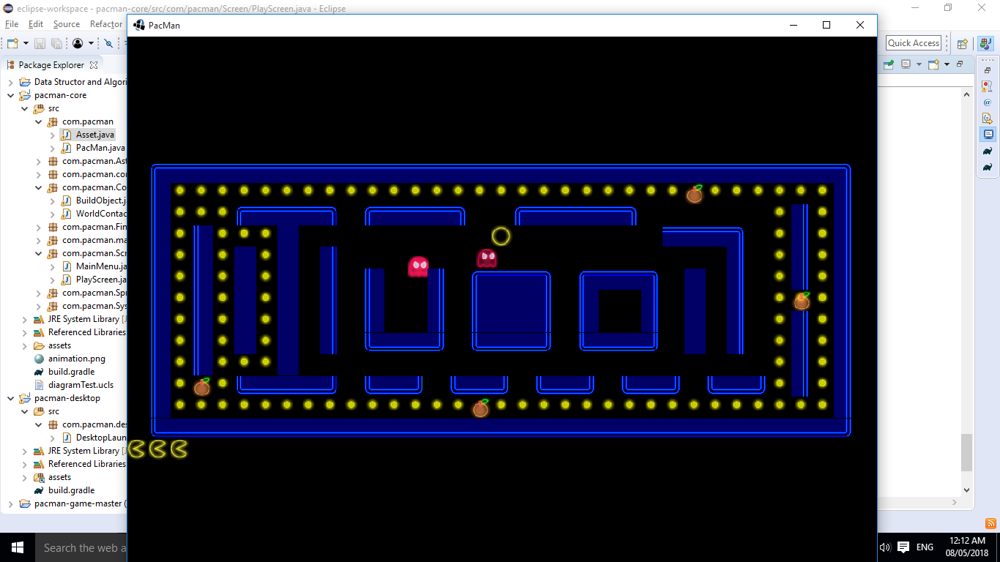 eclipse-workspace - pacman-core/src/com/pacman/Screen/PlayScreen.java - Eclipse
File Edit Source Refactor
PacMan
Quick Access
Package Explorer
Data Structor and Algori
pacman-core
src
com.pacman
Asset.java
PacMan.java
com.pacman.Ast
com.pacman.cor
com.pacman.Co
BuildObject.j
WorldContac
com.pacman.Fin
com.pacman.ma
com.pacman.Scr
MainMenu.ja
PlayScreen.ja
com.pacman.Spr
com.pacman.Sys
JRE System Library [J
Referenced Libraries
assets
animation.png
build.gradle
diagramTest.ucls
pacman-desktop
src
com.pacman.des
DesktopLaun
JRE System Library [J
Referenced Libraries
assets
build.gradle
pacman-game-master (
Search the web a
ENG
12:12 AM
08/05/2018